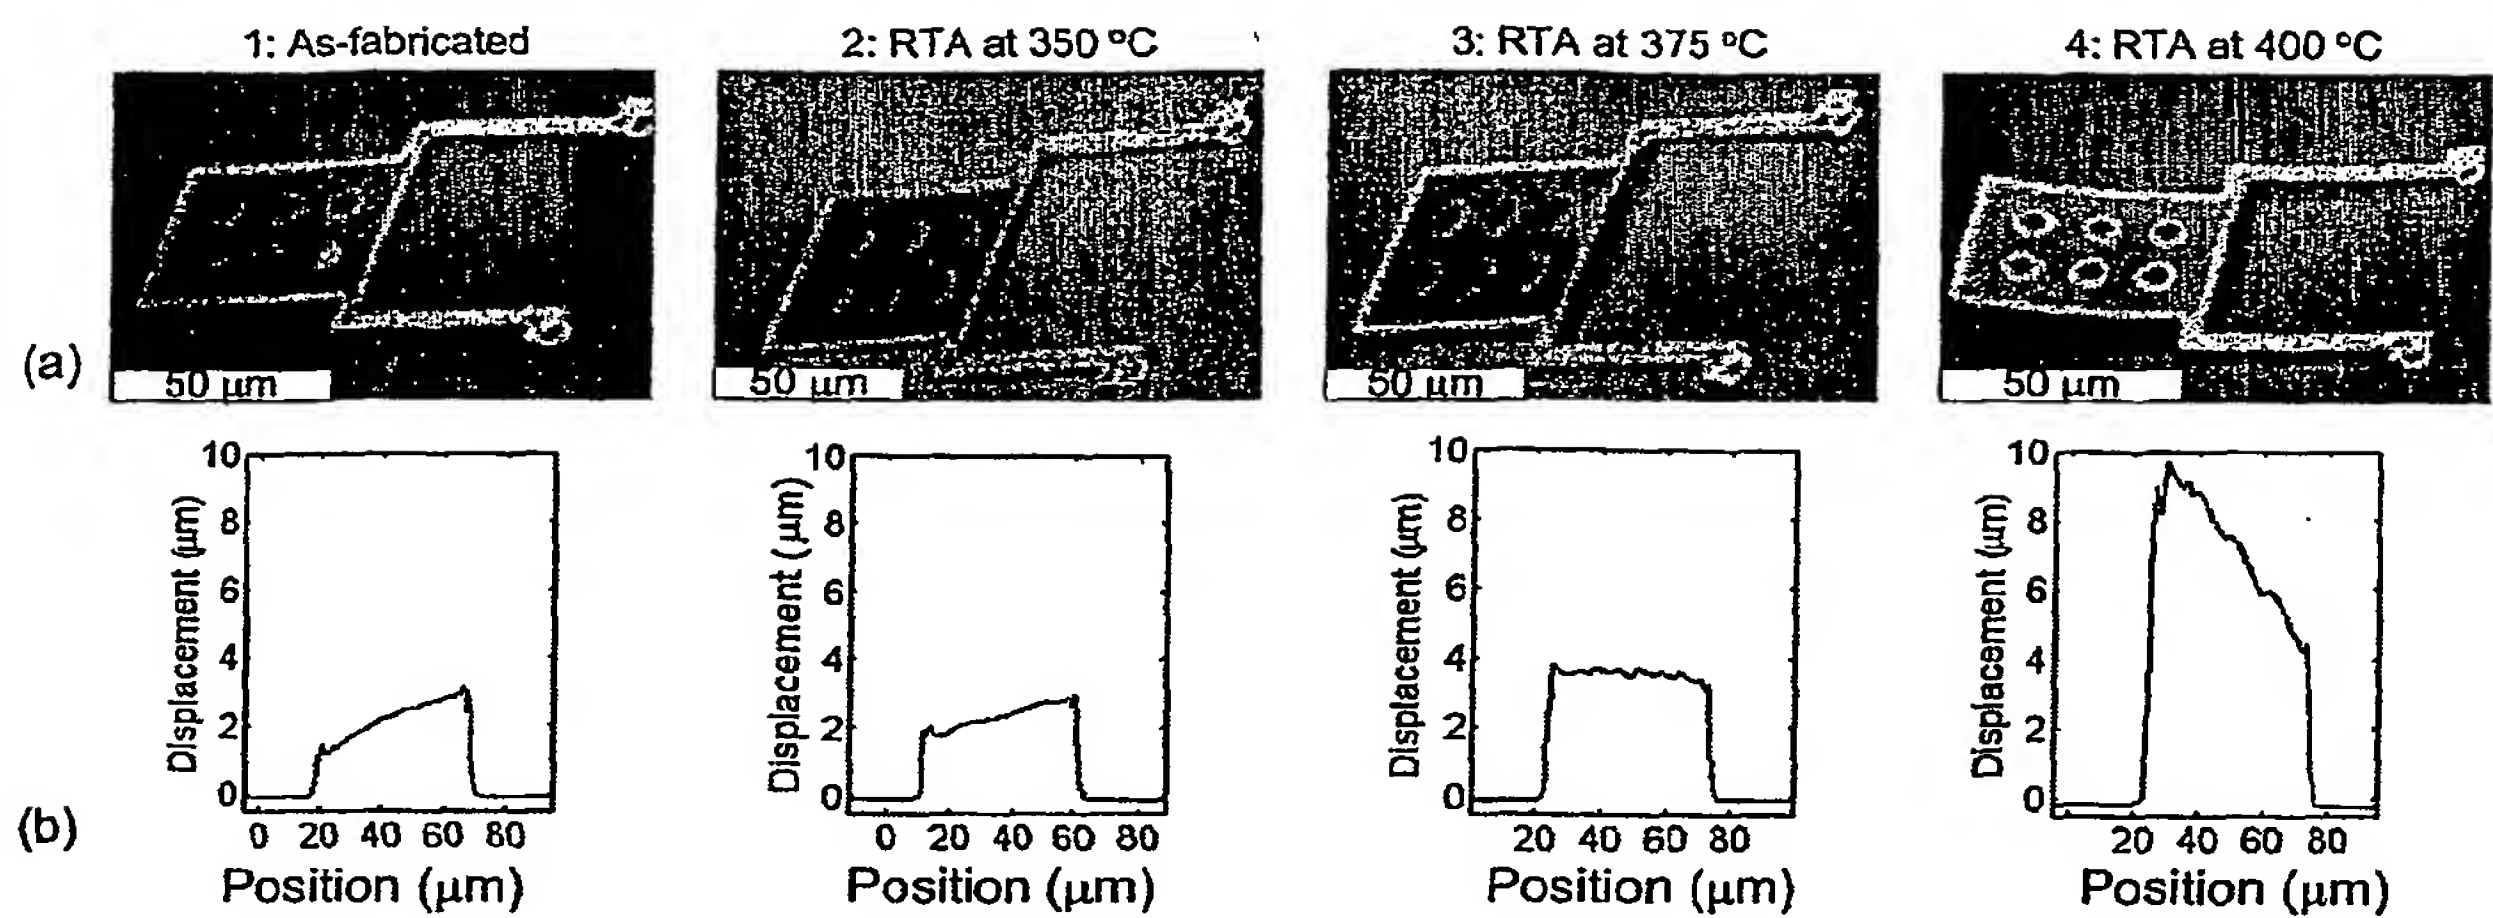 1: As-fabricated
2: RTA at 350 ºC
3: RTA at 375 ºC
4: RTA at 400 ºC
(a)
50 μm
50 μm
50 μm
50 μm
(b)
Displacement (μm)
10
8
6
4
2
0
0 20 40 60 80
Position (μm)
Displacement (μm)
10
8
6
4
2
0
0 20 40 60 80
Position (μm)
Displacement (μm)
10
8
6
4
2
0
20 40 60 80
Position (μm)
Displacement (μm)
10
8
6
4
2
0
20 40 60 80
Position (μm)